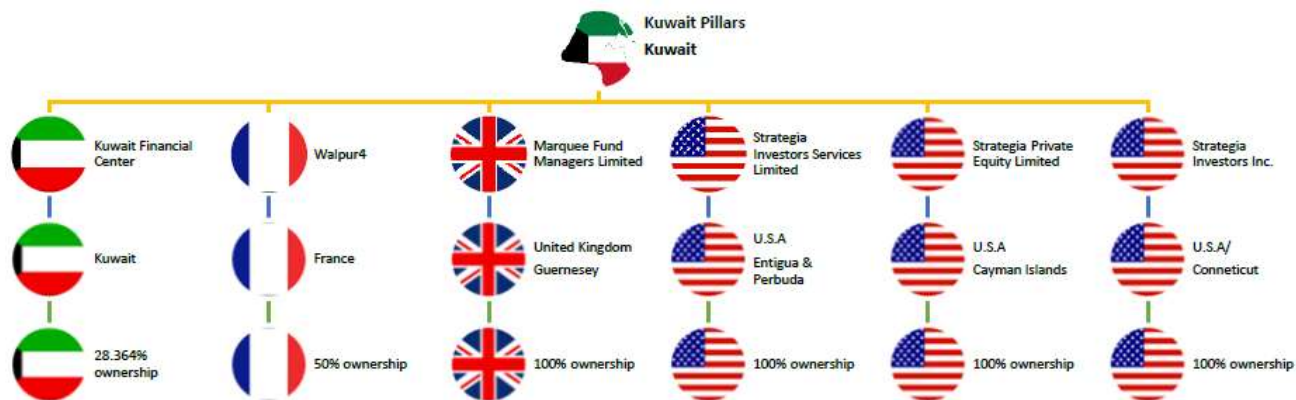 Kuwait Pillars
Kuwait
Kuwait Financial
Center
Walpur4
Marquee Fund
Managers Limited
Strategia
Investors Services
Limited
Strategia Private
Equity Limited
Strategia
Investors Inc.
Kuwait
France
United Kingdom
Guernesey
U.S.A
Entigua &
Perbuda
U.S.A
Cayman Islands
U.S.A/
Conneticut
28.364%
ownership
50% ownership
100% ownership
100% ownership
100% ownership
100% ownership